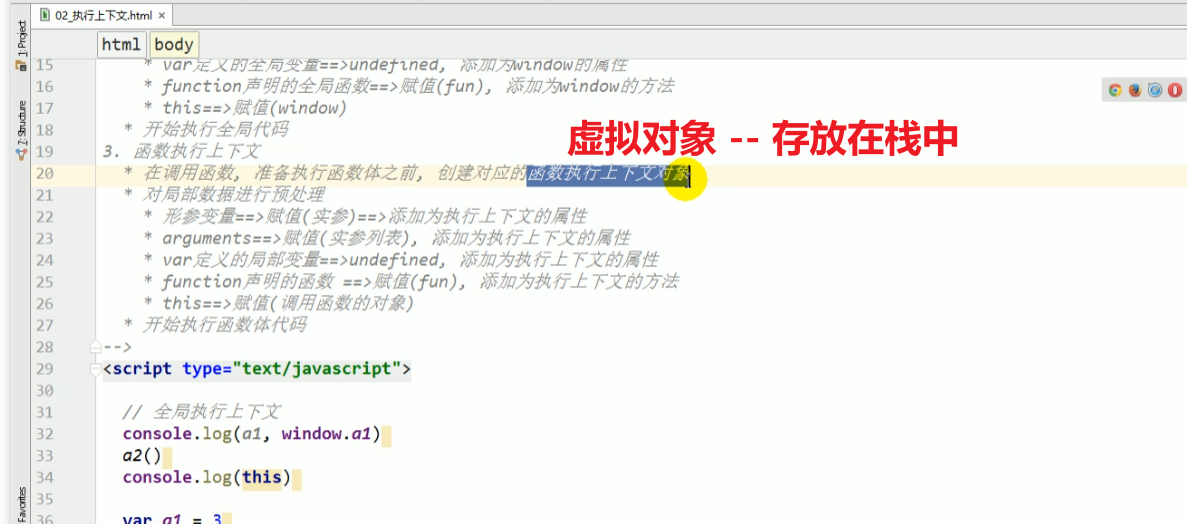 02_执行上下文.html
1: Project
html body
15 * var定义的全局变量==>undefined, 添加为window的属性
16 * function声明的全局函数==>赋值(fun), 添加为window的方法
17 * this==>赋值(window)
18 * 开始执行全局代码
虚拟对象 -- 存放在栈中
7: Structure
19 3. 函数执行上下文
20 * 在调用函数, 准备执行函数体之前, 创建对应的函数执行上下文对象
21 * 对局部数据进行预处理
22 * 形参变量==>赋值(实参)==>添加为执行上下文的属性
23 * arguments==>赋值(实参列表), 添加为执行上下文的属性
24 * var定义的局部变量==>undefined, 添加为执行上下文的属性
25 * function声明的函数 ==>赋值(fun), 添加为执行上下文的方法
26 * this==>赋值(调用函数的对象)
27 * 开始执行函数体代码
28 -->
29 <script type="text/javascript">
30
31 // 全局执行上下文
32 console.log(a1, window.a1)
33 a2()
34 console.log(this)
35
36 var a1 = 3
Favorites